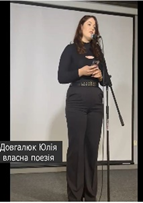 Довгалюк Юлія
власна поезія